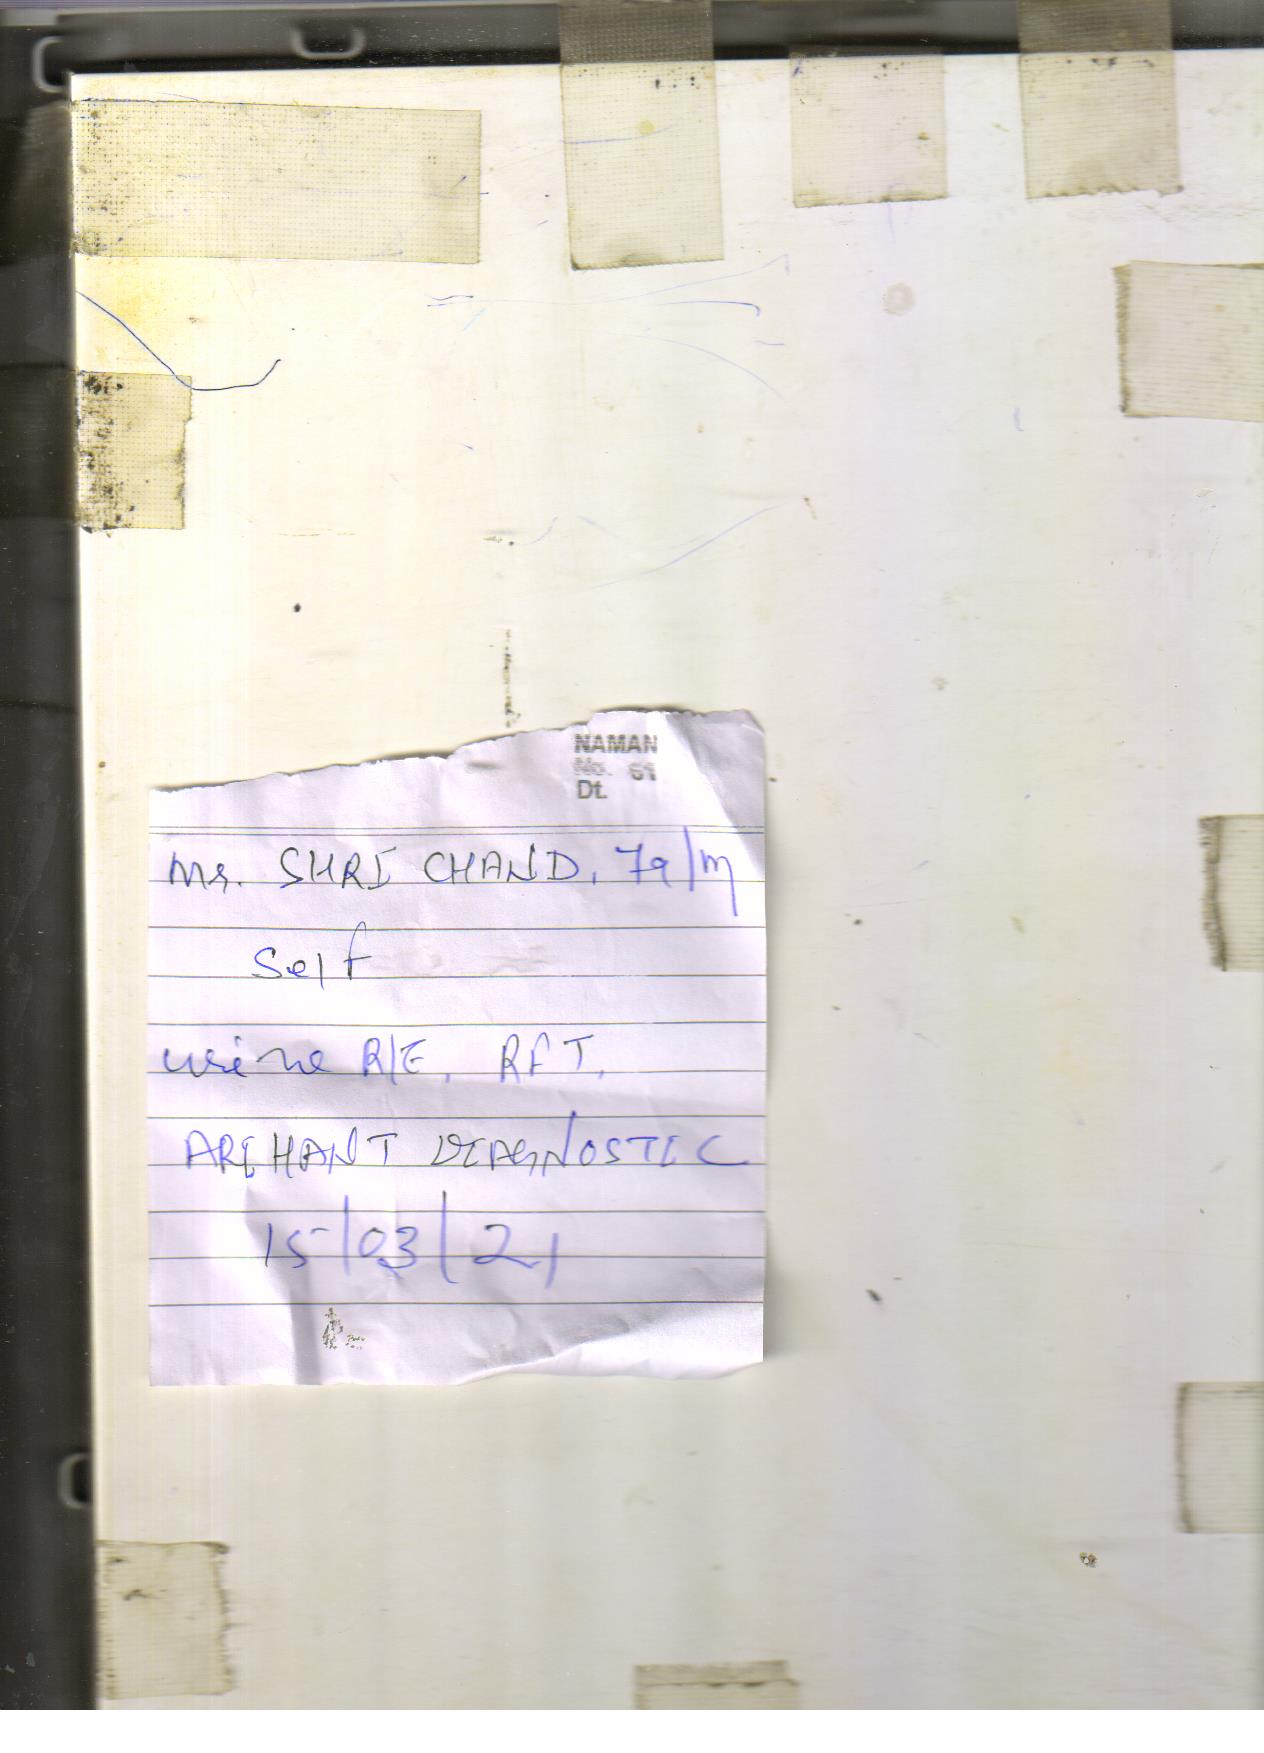 NAMAN
No. 61
Dt.
Mr. SHRI CHAND, 79/M
Self
urine R/E, RFT,
ARIHANT DIAGNOSTIC
15/03/21